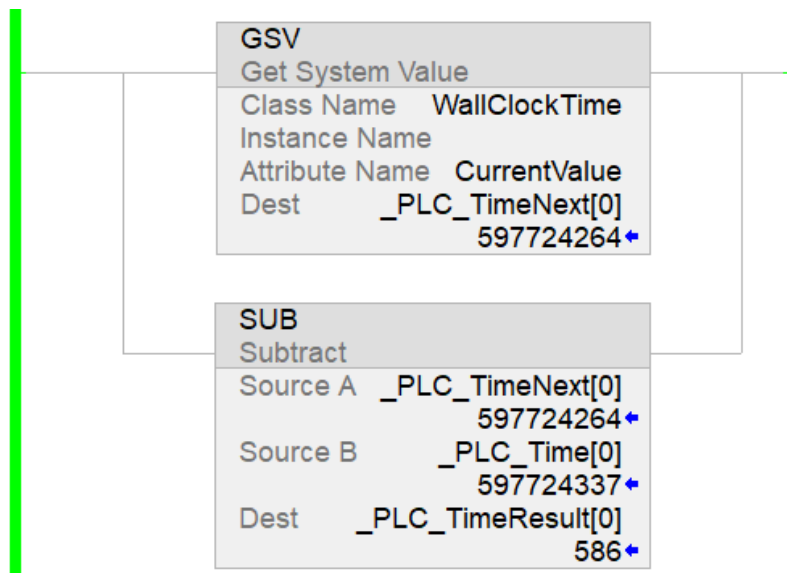 GSV
Get System Value
Class Name WallClockTime
Instance Name
Attribute Name CurrentValue
Dest _PLC_TimeNext[0]
597724264
SUB
Subtract
Source A _PLC_TimeNext[0]
597724264
Source B _PLC_Time[0]
597724337
Dest _PLC_TimeResult[0]
586